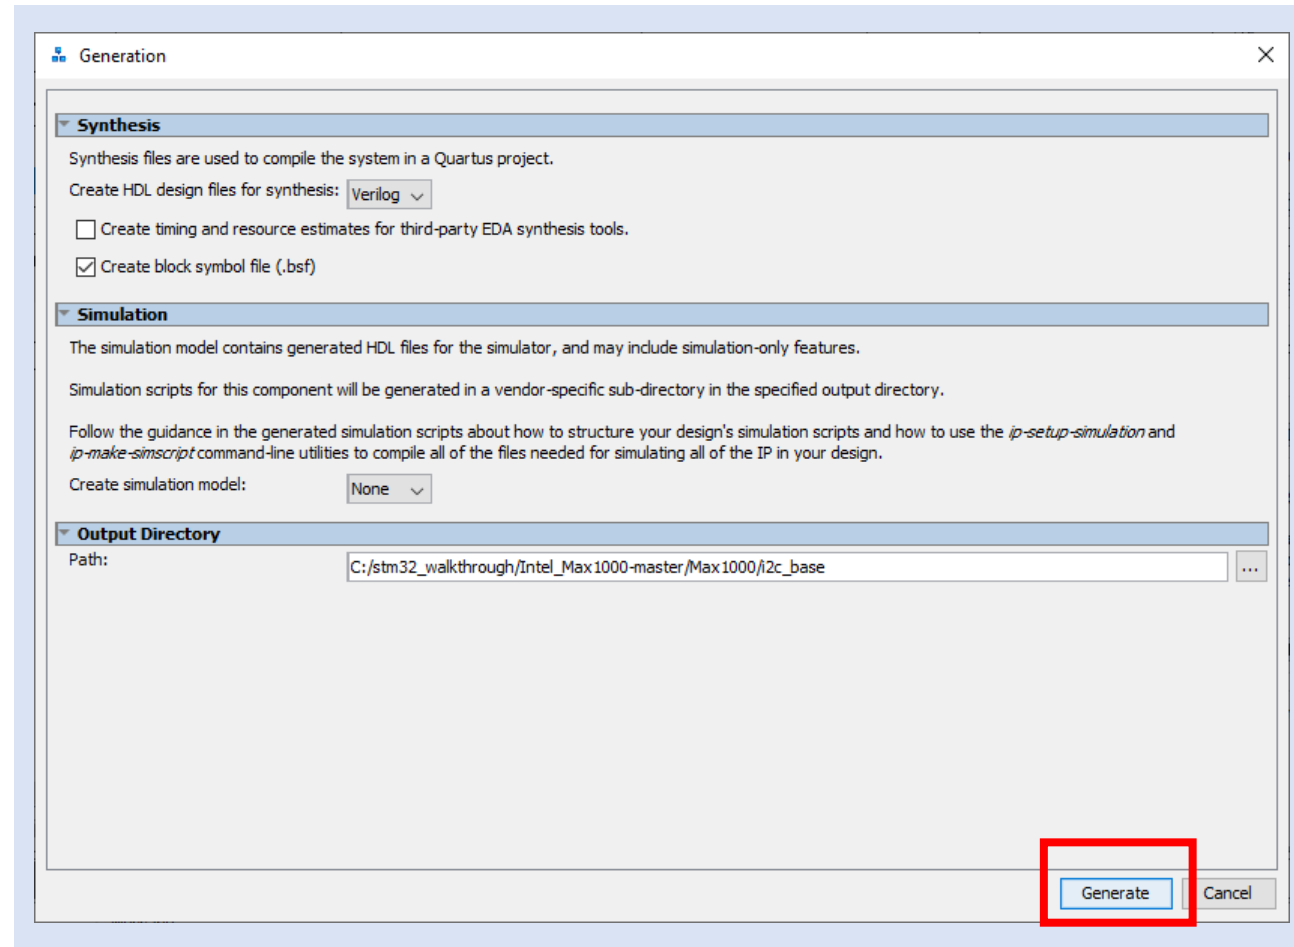 Generation
Synthesis
Synthesis files are used to compile the system in a Quartus project.
Create HDL design files for synthesis: Verilog
Create timing and resource estimates for third-party EDA synthesis tools.
Create block symbol file (.bsf)
Simulation
The simulation model contains generated HDL files for the simulator, and may include simulation-only features.
Simulation scripts for this component will be generated in a vendor-specific sub-directory in the specified output directory.
Follow the guidance in the generated simulation scripts about how to structure your design's simulation scripts and how to use the ip-setup-simulation and
ip-make-simscript command-line utilities to compile all of the files needed for simulating all of the IP in your design.
Create simulation model: None
Output Directory
Path: C:/stm32_walkthrough/Intel_Max1000-master/Max1000/i2c_base ...
Generate Cancel